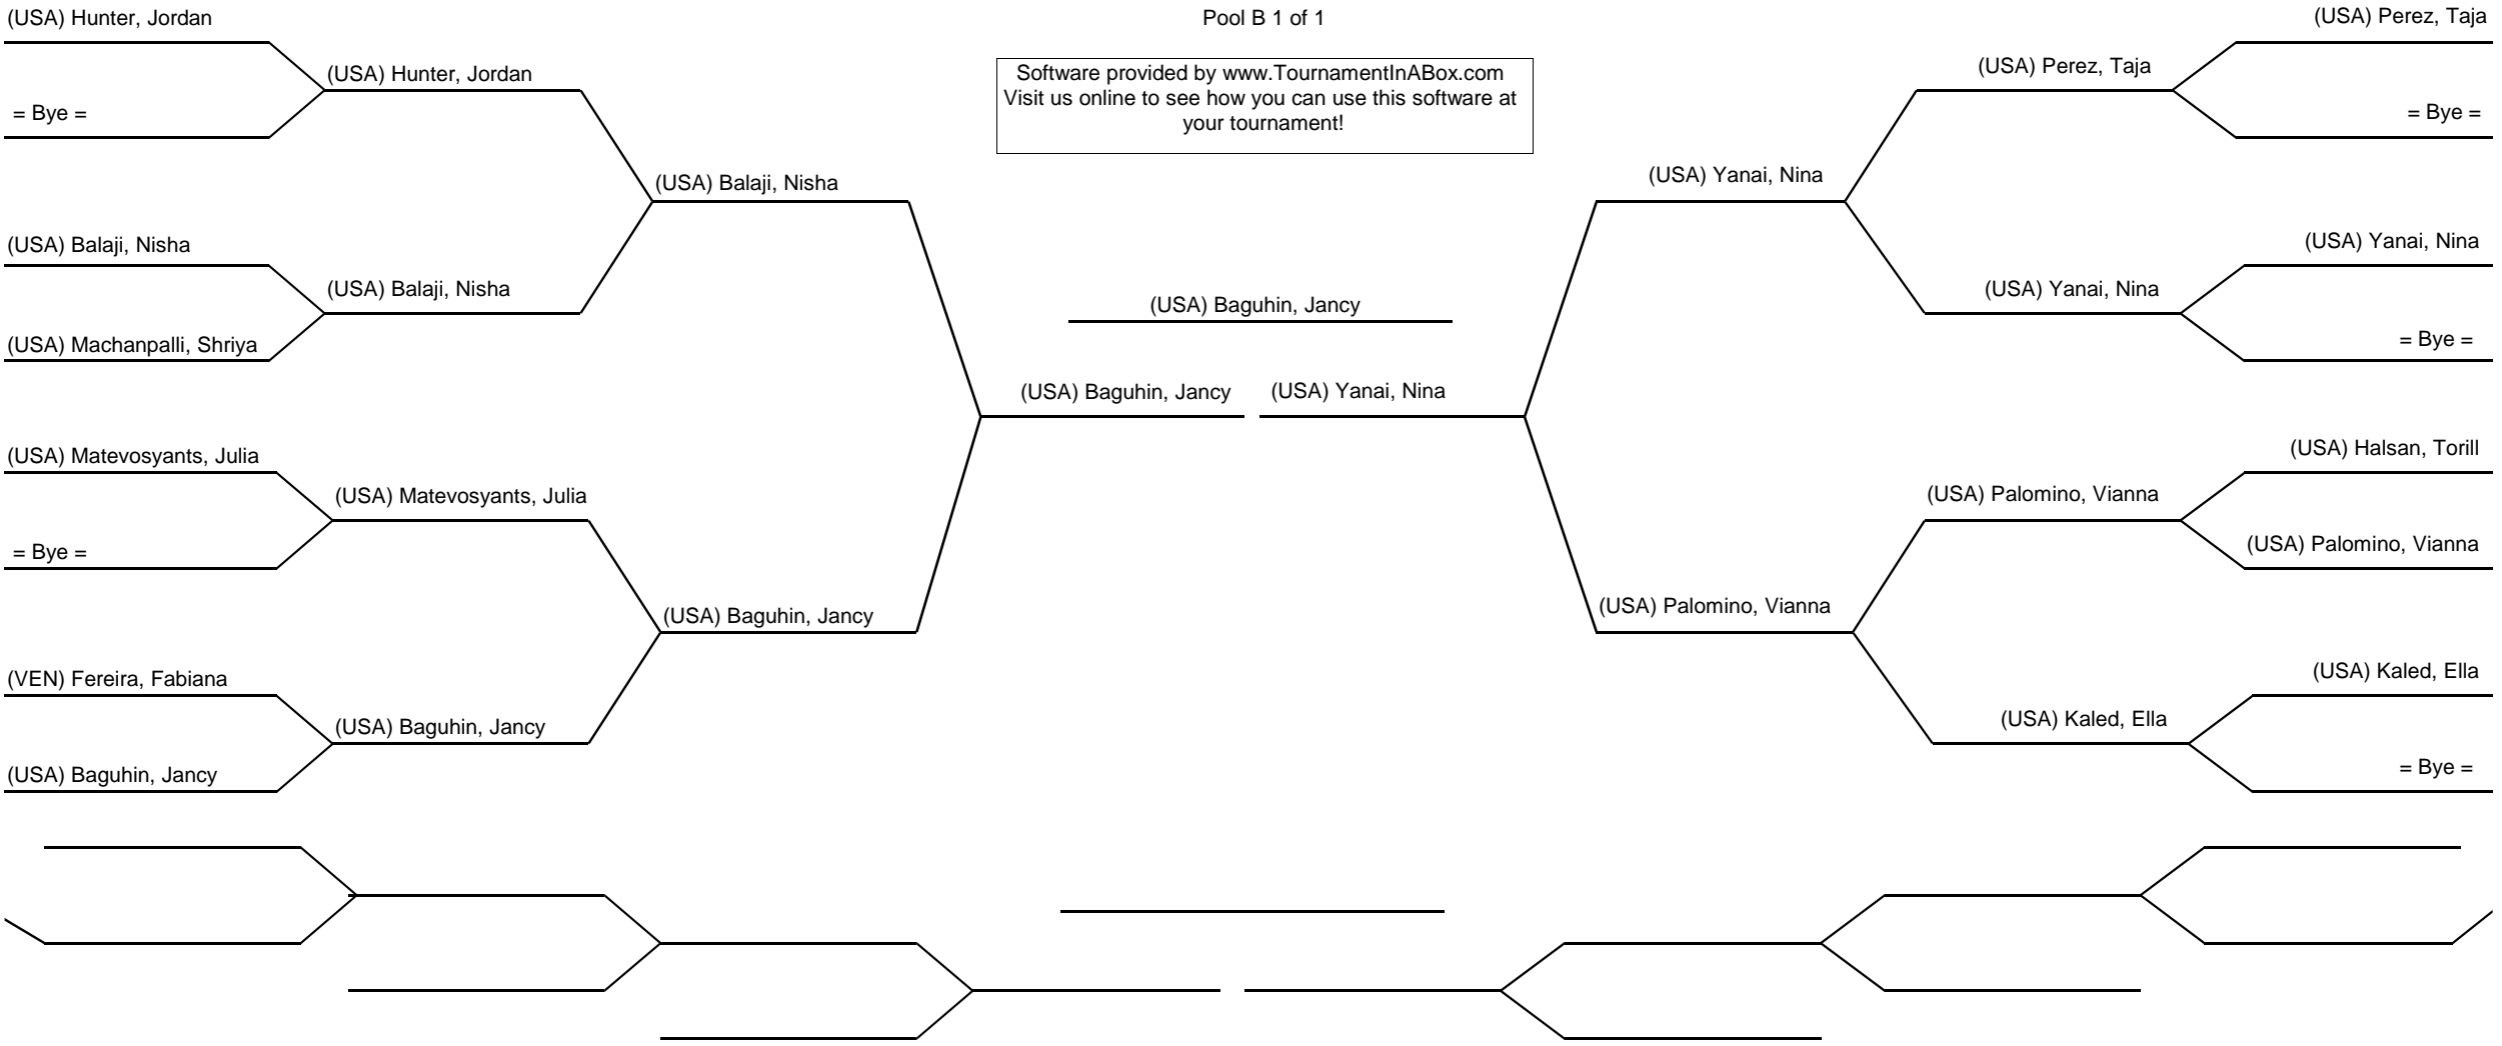 (USA) Hunter, Jordan
Pool B 1 of 1
(USA) Perez, Taja
(USA) Hunter, Jordan
Software provided by www.TournamentInABox.com
Visit us online to see how you can use this software at
your tournament!
(USA) Perez, Taja
= Bye =
= Bye =
(USA) Balaji, Nisha
(USA) Yanai, Nina
(USA) Balaji, Nisha
(USA) Yanai, Nina
(USA) Balaji, Nisha
(USA) Baguhin, Jancy
(USA) Yanai, Nina
(USA) Machanpalli, Shriya
= Bye =
(USA) Baguhin, Jancy
(USA) Yanai, Nina
(USA) Matevosyants, Julia
(USA) Halsan, Torill
(USA) Matevosyants, Julia
(USA) Palomino, Vianna
= Bye =
(USA) Palomino, Vianna
(USA) Baguhin, Jancy
(USA) Palomino, Vianna
(VEN) Fereira, Fabiana
(USA) Kaled, Ella
(USA) Baguhin, Jancy
(USA) Kaled, Ella
(USA) Baguhin, Jancy
= Bye =